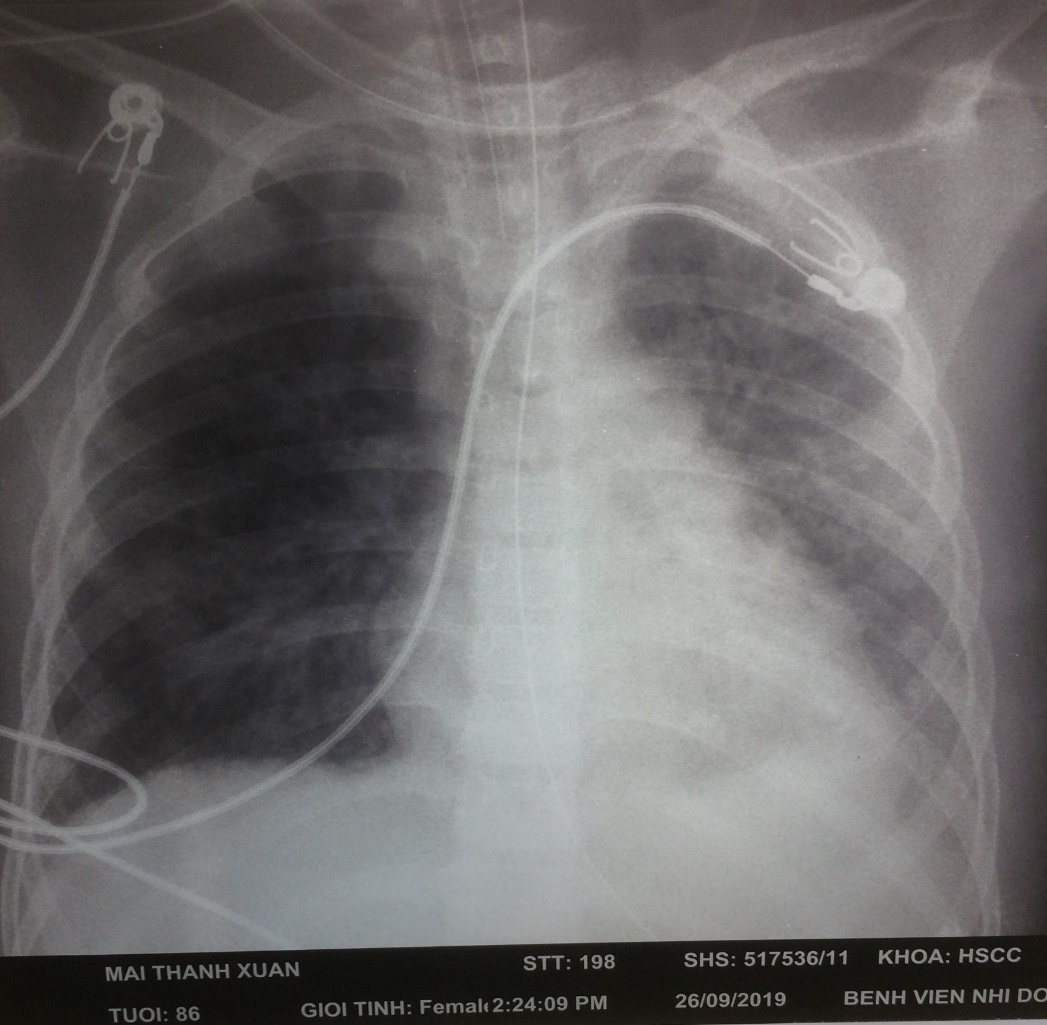 MAI THANH XUAN STT: 198 SHS: 517536/11 KHOA: HSCC
TUOI: 86 GIOI TINH: Female 2:24:09 PM 26/09/2019 BENH VIEN NHI DO